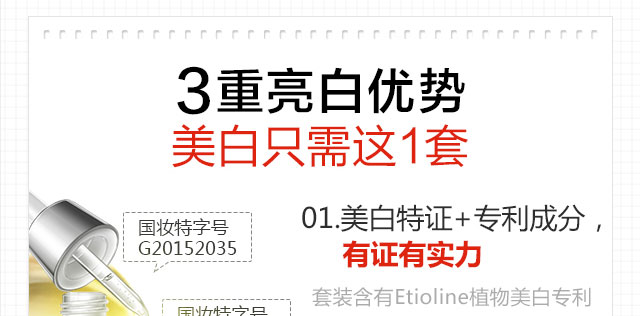 3重亮白优势
美白只需这1套
国妆特字号
G20152035
01.美白特证+专利成分，
有证有实力
套装含有Etioline植物美白专利
国妆特字号